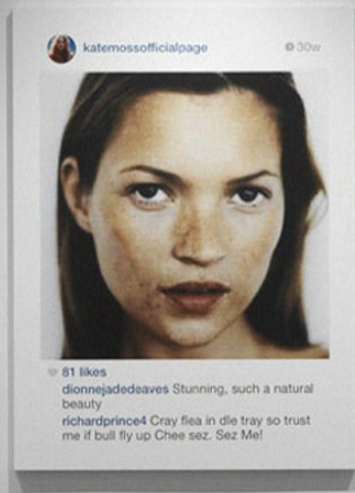 katemossofficialpage 30w
81 likes
dionnejadedeaves Stunning, such a natural
beauty
richardprince4 Cray flea in dle tray so trust
me if bull fly up Chee sez. Sez Me!